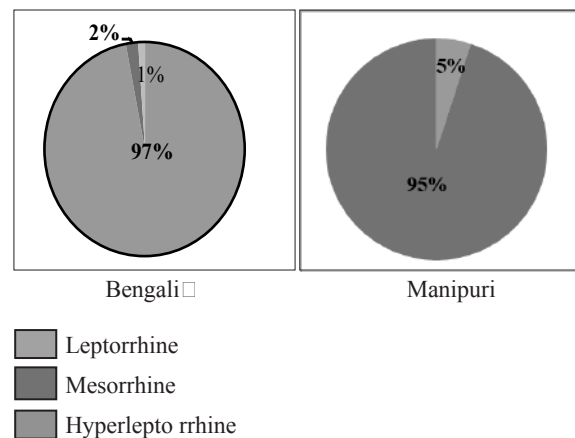 2%
1%
5%
97%
95%
Bengali□
Manipuri
Leptorrhine
Mesorrhine
Hyperlepto rrhine